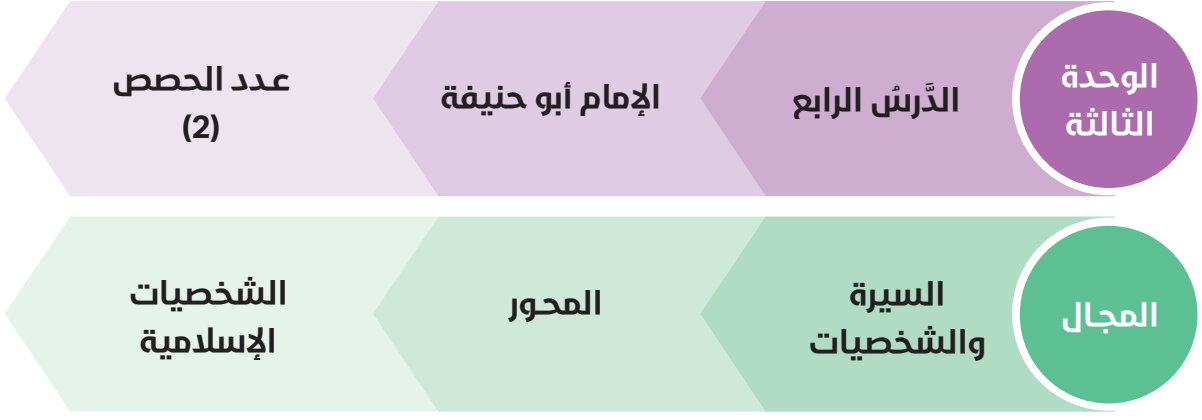 الوحدة
الثالثة
الدَّرسُ الرابع
الإمام أبو حنيفة
عدد الحصص
(2)
المجال
السيرة
والشخصيات
المحور
الشخصيات
الإسلامية